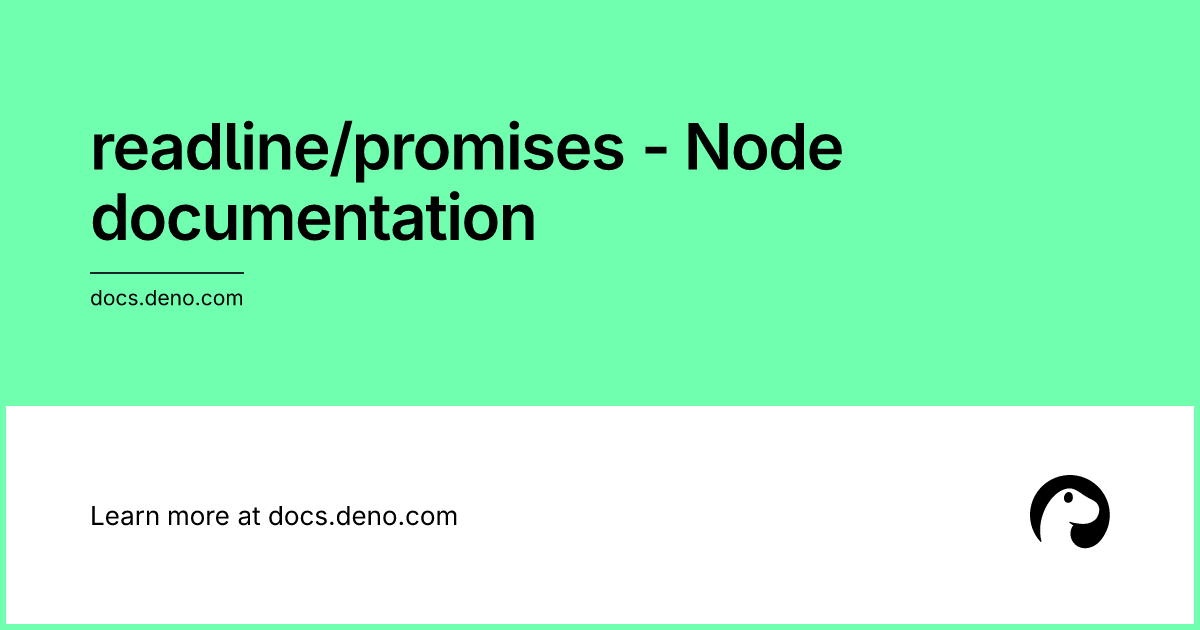 readline/promises - Node
documentation
docs.deno.com
Learn more at docs.deno.com